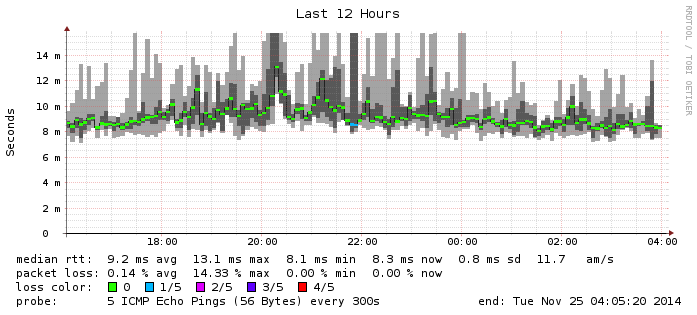 Last 12 Hours
RRDTOOL / TOBI OETIKER
Seconds
14 m
12 m
10 m
8 m
6 m
4 m
2 m
0
18:00 20:00 22:00 00:00 02:00 04:00
median rtt: 9.2 ms avg 13.1 ms max 8.1 ms min 8.3 ms now 0.8 ms sd 11.7 am/s
packet loss: 0.14 % avg 14.33 % max 0.00 % min 0.00 % now
loss color: 0 1/5 2/5 3/5 4/5
probe: 5 ICMP Echo Pings (56 Bytes) every 300s end: Tue Nov 25 04:05:20 2014